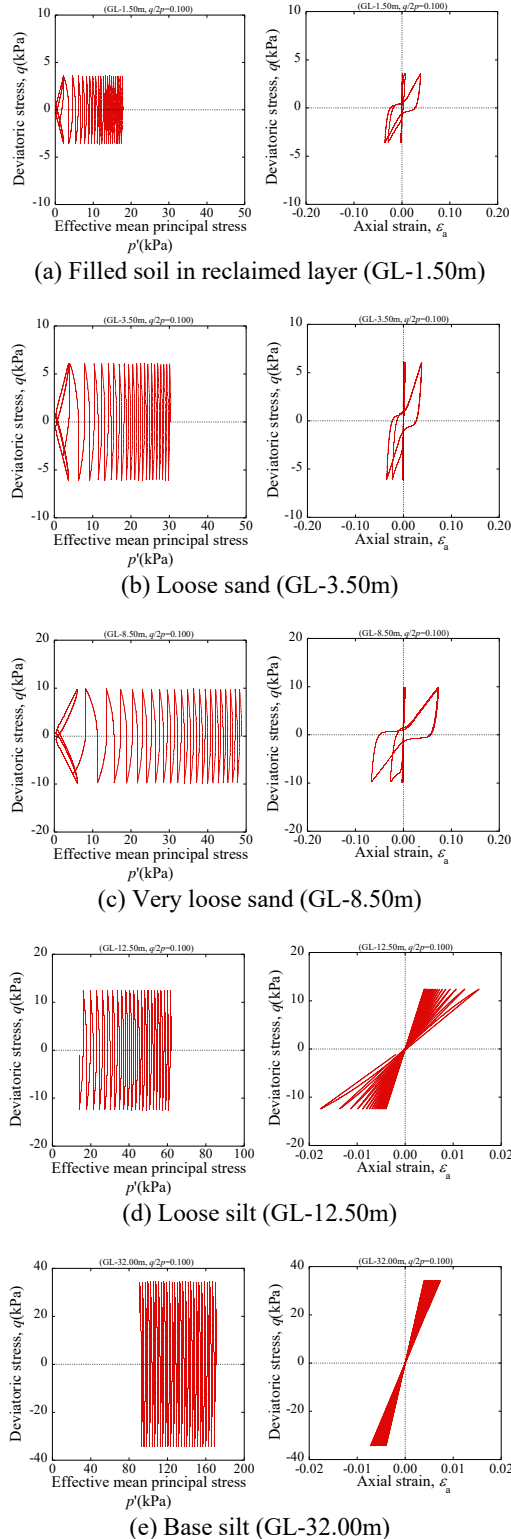 (GL-1.50m, q/2p=0.100)
Deviatoric stress, q(kPa)
10
5
0
-5
-10
0 10 20 30 40 50
Effective mean principal stress
p'(kPa)
(GL-1.50m, q/2p=0.100)
Deviatoric stress, q(kPa)
10
5
0
-5
-10
-0.20 -0.10 0.00 0.10 0.20
Axial strain, εa
(a) Filled soil in reclaimed layer (GL-1.50m)
(GL-3.50m, q/2p=0.100)
Deviatoric stress, q(kPa)
10
5
0
-5
-10
0 10 20 30 40 50
Effective mean principal stress
p'(kPa)
(GL-3.50m, q/2p=0.100)
Deviatoric stress, q(kPa)
10
5
0
-5
-10
-0.20 -0.10 0.00 0.10 0.20
Axial strain, εa
(b) Loose sand (GL-3.50m)
(GL-8.50m, q/2p=0.100)
Deviatoric stress, q(kPa)
20
10
0
-10
-20
0 10 20 30 40 50
Effective mean principal stress
p'(kPa)
(GL-8.50m, q/2p=0.100)
Deviatoric stress, q(kPa)
20
10
0
-10
-20
-0.20 -0.10 0.00 0.10 0.20
Axial strain, εa
(c) Very loose sand (GL-8.50m)
(GL-12.50m, q/2p=0.100)
Deviatoric stress, q(kPa)
20
10
0
-10
-20
0 20 40 60 80 100
Effective mean principal stress
p'(kPa)
(GL-12.50m, q/2p=0.100)
Deviatoric stress, q(kPa)
20
10
0
-10
-20
-0.02 -0.01 0.00 0.01 0.02
Axial strain, εa
(d) Loose silt (GL-12.50m)
(GL-32.00m, q/2p=0.100)
Deviatoric stress, q(kPa)
40
20
0
-20
-40
0 40 80 120 160 200
Effective mean principal stress
p'(kPa)
(GL-32.00m, q/2p=0.100)
Deviatoric stress, q(kPa)
40
20
0
-20
-40
-0.02 -0.01 0.00 0.01 0.02
Axial strain, εa
(e) Base silt (GL-32.00m)